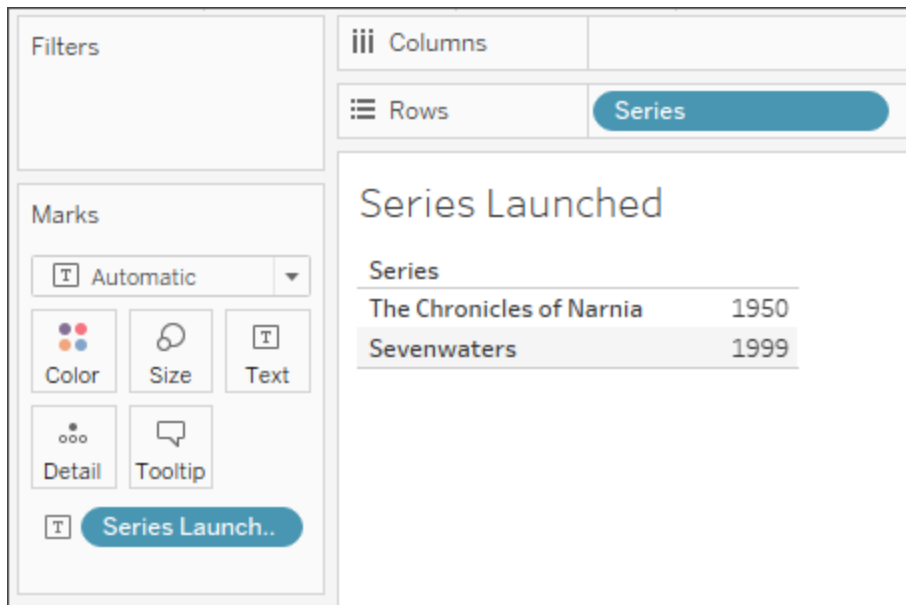 Filters
Columns
Rows
Series
Marks
Automatic
Color Size Text
Detail Tooltip
Series Launch..
Series Launched
Series
The Chronicles of Narnia 1950
Sevenwaters 1999